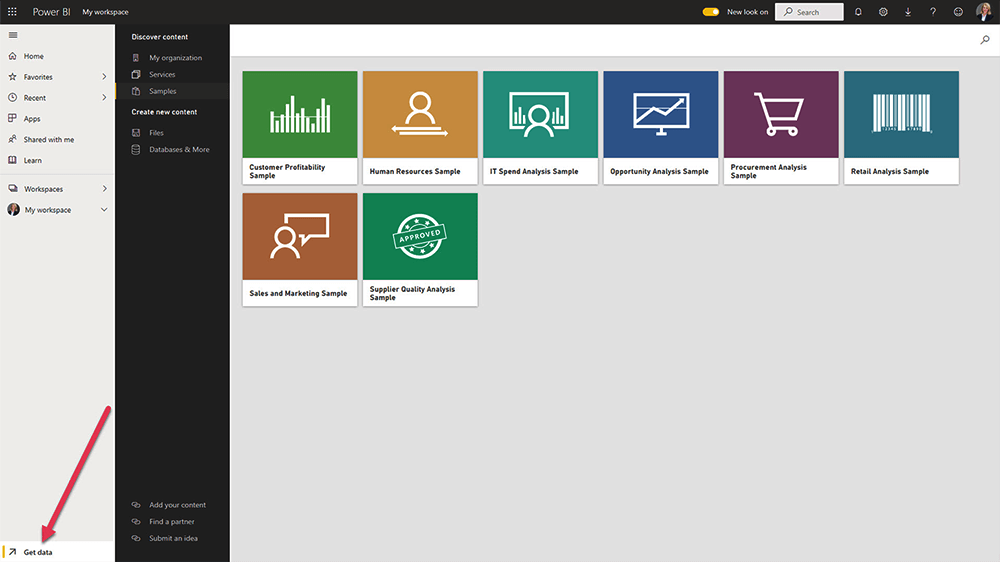 Power BI
My workspace
New look on
Search
Home
Favorites
Recent
Apps
Shared with me
Learn
Workspaces
My workspace
Get data
Discover content
My organization
Services
Samples
Create new content
Files
Databases & More
Add your content
Find a partner
Submit an idea
Customer Profitability
Sample
Human Resources Sample
IT Spend Analysis Sample
Opportunity Analysis Sample
Procurement Analysis
Sample
Retail Analysis Sample
Sales and Marketing Sample
APPROVED
Supplier Quality Analysis
Sample